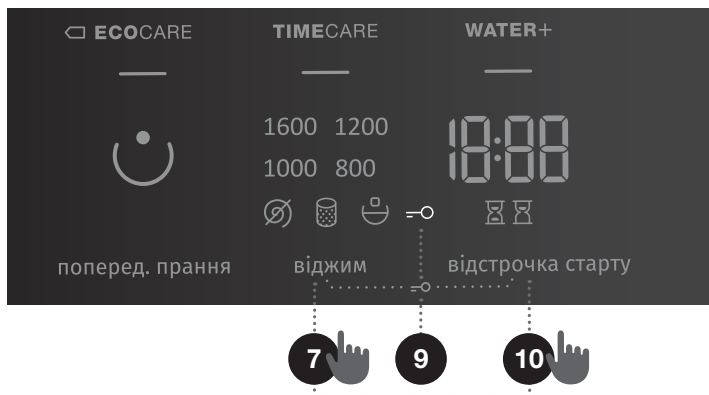 ECOCARE TIMECARE WATER+
1600 1200
1000 800
18:88
поперед. прання віджим відстрочка старту
7 9 10